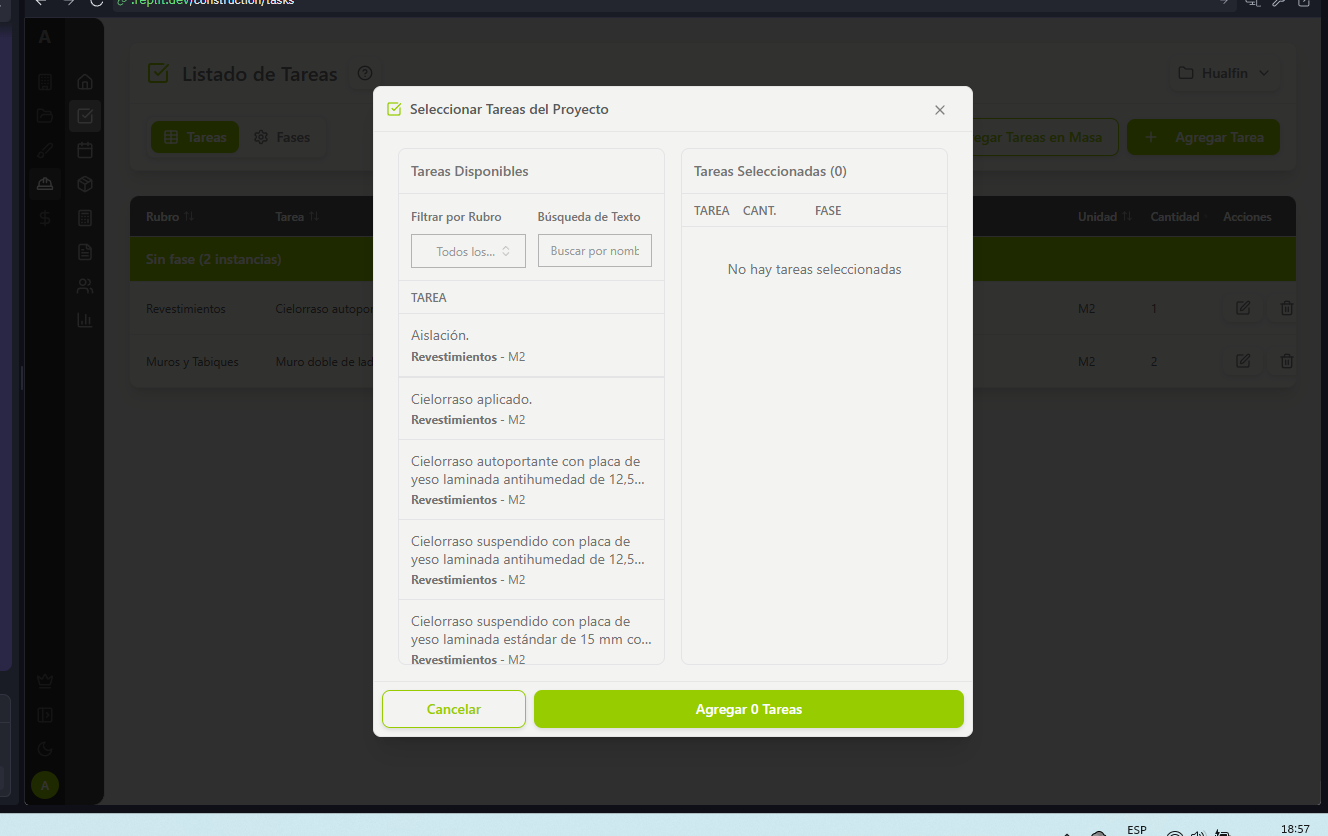 .replit.dev/construction/tasks
A
Listado de Tareas
Hualfin
Seleccionar Tareas del Proyecto
Tareas
Fases
egar Tareas en Masa
+ Agregar Tarea
Tareas Disponibles
Tareas Seleccionadas (0)
Filtrar por Rubro
Búsqueda de Texto
TAREA CANT. FASE
Rubro
Tarea
Unidad
Cantidad
Acciones
Todos los...
Buscar por nomb
Sin fase (2 instancias)
No hay tareas seleccionadas
TAREA
Revestimientos
Cielorraso autopor
M2
1
Aislación.
Revestimientos - M2
Muros y Tabiques
Muro doble de lad
M2
2
Cielorraso aplicado.
Revestimientos - M2
Cielorraso autoportante con placa de
yeso laminada antihumedad de 12,5...
Revestimientos - M2
Cielorraso suspendido con placa de
yeso laminada antihumedad de 12,5...
Revestimientos - M2
Cielorraso suspendido con placa de
yeso laminada estándar de 15 mm co...
Revestimientos - M2
Cancelar
Agregar 0 Tareas
A
ESP
18:57